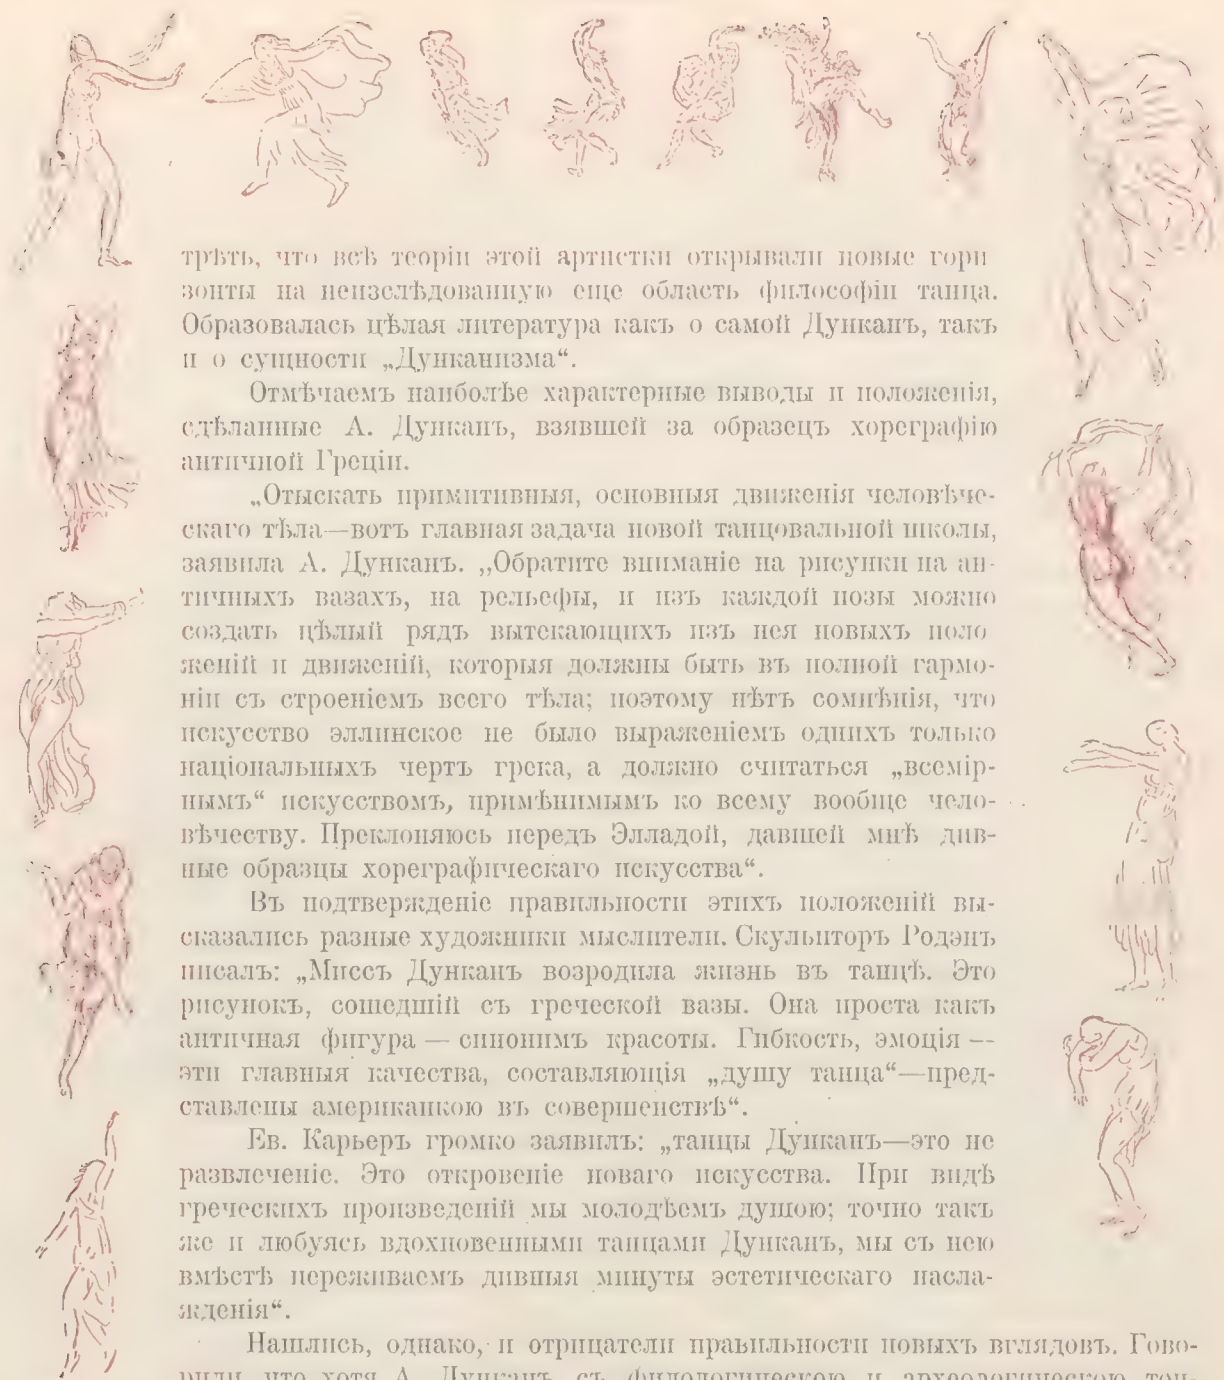 трѣть, что всѣ теоріи этой артистки открывали новые гори
зонты на неизслѣдованную еще область философіи танца.
Образовалась цѣлая литература какъ о самой Дунканъ, такъ
и о сущности „Дунканизма“.
Отмѣчаемъ наиболѣе характерные выводы и положенія,
сдѣланные А. Дунканъ, взявшей за образецъ хореграфію
античной Греціи.
„Отыскать примитивныя, основныя движенія человѣче-
скаго тѣла—вотъ главная задача новой танцовальной школы,
заявила А. Дунканъ. „Обратите вниманіе на рисунки на ан-
тичныхъ вазахъ, на рельефы, и изъ каждой позы можно
создать цѣлый рядъ вытекающихъ изъ нея новыхъ поло
женій и движеній, которыя должны быть въ полной гармо-
ніи съ строеніемъ всего тѣла; поэтому нѣтъ сомнѣнія, что
искусство эллинское не было выраженіемъ однихъ только
національныхъ чертъ грека, а должно считаться „всемір-
нымъ“ искусствомъ, примѣнимымъ ко всему вообще чело-
вѣчеству. Преклоняюсь передъ Элладой, давшей мнѣ див-
ные образцы хореграфическаго искусства“.
Въ подтвержденіе правильности этихъ положеній вы-
сказались разные художники мыслители. Скульпторъ Родэнъ
писалъ: „Миссъ Дунканъ возродила жизнь въ танцѣ. Это
рисунокъ, сошедшій съ греческой вазы. Она проста какъ
античная фигура — синонимъ красоты. Гибкость, эмоція —
эти главныя качества, составляющія „душу танца“—пред-
ставлены американкою въ совершенствѣ“.
Ев. Карьеръ громко заявилъ: „танцы Дунканъ—это не
развлеченіе. Это откровеніе новаго искусства. При видѣ
греческихъ произведеній мы молодѣемъ душою; точно такъ
же и любуясь вдохновенными танцами Дунканъ, мы съ нею
вмѣстѣ переживаемъ дивныя минуты эстетическаго насла-
жденія“.
Нашлись, однако, и отрицатели правильности новыхъ вглядовъ. Гово-
рили, что хотя А. Дунканъ съ филологическою и археологическою точ-